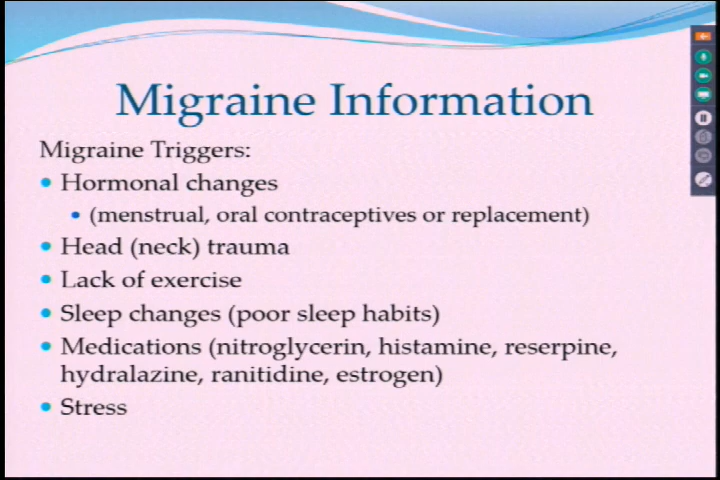 Migraine Information
Migraine Triggers:
• Hormonal changes
• (menstrual, oral contraceptives or replacement)
• Head (neck) trauma
• Lack of exercise
• Sleep changes (poor sleep habits)
• Medications (nitroglycerin, histamine, reserpine,
hydralazine, ranitidine, estrogen)
• Stress